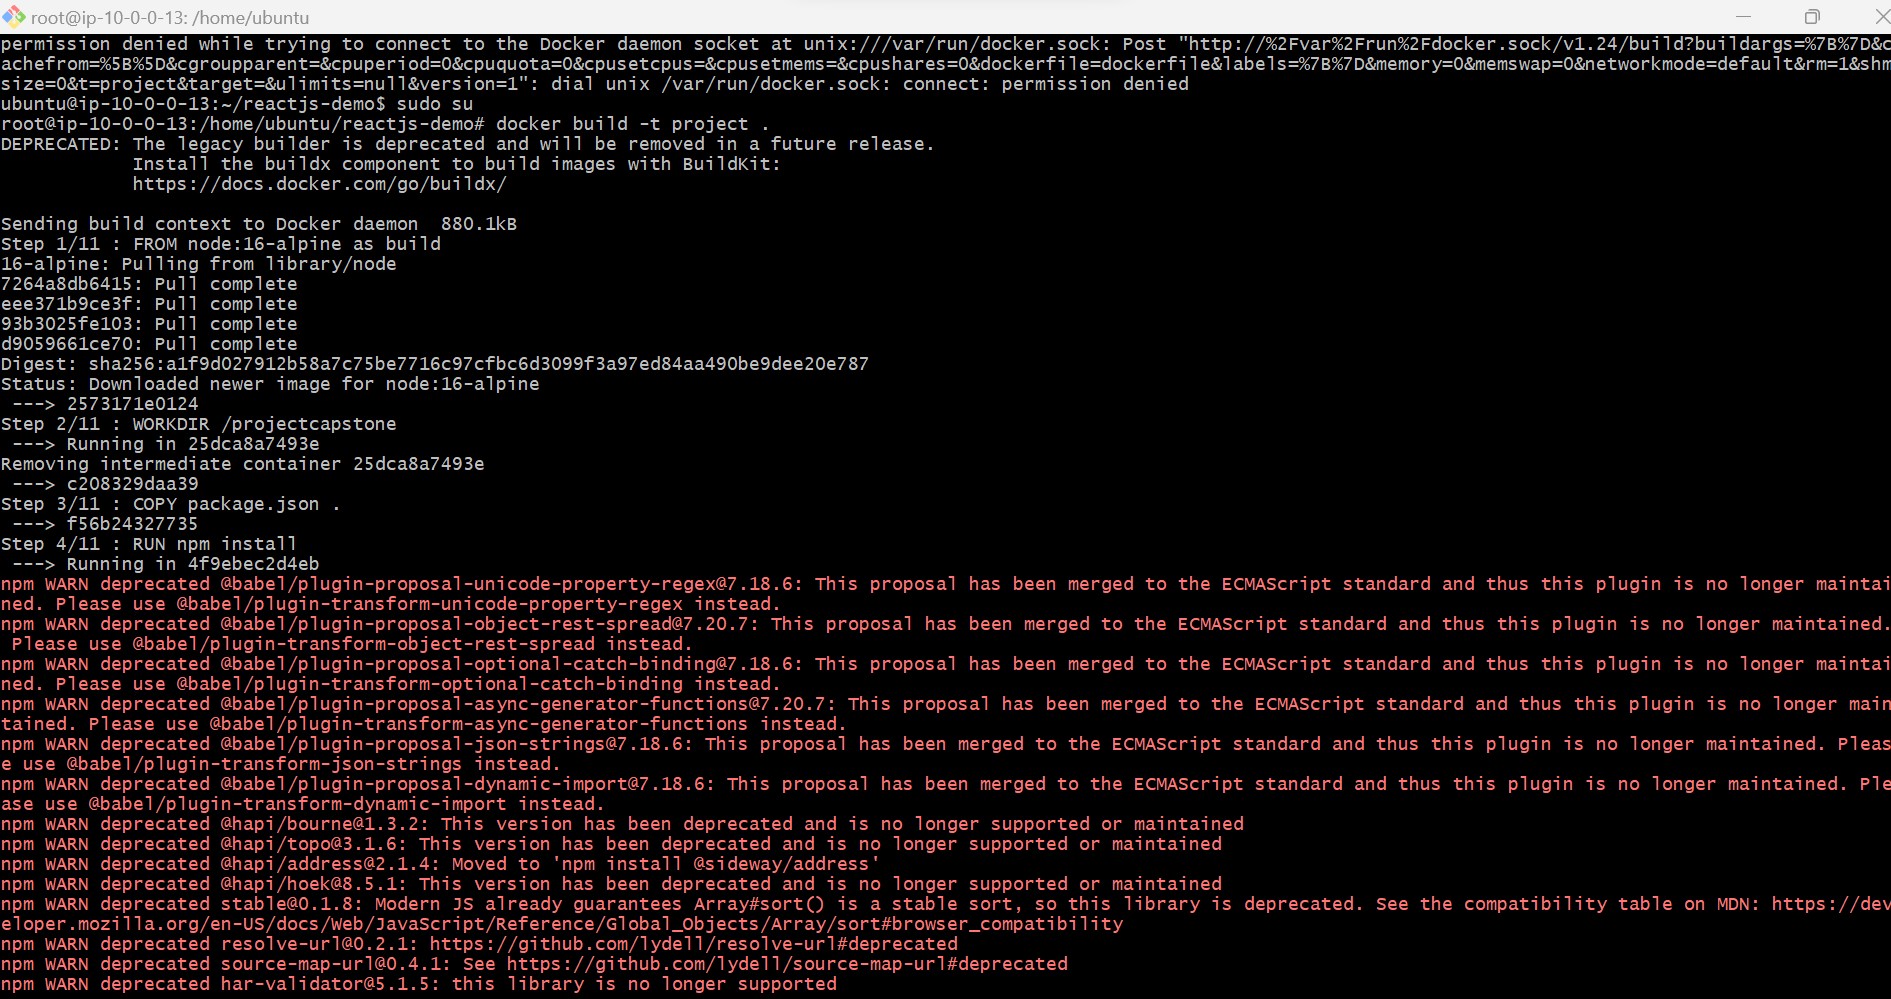 root@ip-10-0-0-13: /home/ubuntu
permission denied while trying to connect to the Docker daemon socket at unix:///var/run/docker.sock: Post "http://%2Fvar%2Frun%2Fdocker.sock/v1.24/build?buildargs=%7B%7D&c
achefrom=%5B%5D&cgroupparent=&cpuperiod=0&cpuquota=0&cpusetcpus=&cpusetmems=&cpushares=0&dockerfile=dockerfile&labels=%7B%7D&memory=0&memswap=0&networkmode=default&rm=1&shm
size=0&t=project&target=&ulimits=null&version=1": dial unix /var/run/docker.sock: connect: permission denied
ubuntu@ip-10-0-0-13:~/reactjs-demo$ sudo su
root@ip-10-0-0-13:/home/ubuntu/reactjs-demo# docker build -t project .
DEPRECATED: The legacy builder is deprecated and will be removed in a future release.
            Install the buildx component to build images with BuildKit:
            https://docs.docker.com/go/buildx/

Sending build context to Docker daemon  880.1kB
Step 1/11 : FROM node:16-alpine as build
16-alpine: Pulling from library/node
7264a8db6415: Pull complete
eee371b9ce3f: Pull complete
93b3025fe103: Pull complete
d9059661ce70: Pull complete
Digest: sha256:a1f9d027912b58a7c75be7716c97cfbc6d3099f3a97ed84aa490be9dee20e787
Status: Downloaded newer image for node:16-alpine
 ---> 2573171e0124
Step 2/11 : WORKDIR /projectcapstone
 ---> Running in 25dca8a7493e
Removing intermediate container 25dca8a7493e
 ---> c208329daa39
Step 3/11 : COPY package.json .
 ---> f56b24327735
Step 4/11 : RUN npm install
 ---> Running in 4f9ebec2d4eb
npm WARN deprecated @babel/plugin-proposal-unicode-property-regex@7.18.6: This proposal has been merged to the ECMAScript standard and thus this plugin is no longer maintai
ned. Please use @babel/plugin-transform-unicode-property-regex instead.
npm WARN deprecated @babel/plugin-proposal-object-rest-spread@7.20.7: This proposal has been merged to the ECMAScript standard and thus this plugin is no longer maintained.
 Please use @babel/plugin-transform-object-rest-spread instead.
npm WARN deprecated @babel/plugin-proposal-optional-catch-binding@7.18.6: This proposal has been merged to the ECMAScript standard and thus this plugin is no longer maintai
ned. Please use @babel/plugin-transform-optional-catch-binding instead.
npm WARN deprecated @babel/plugin-proposal-async-generator-functions@7.20.7: This proposal has been merged to the ECMAScript standard and thus this plugin is no longer main
tained. Please use @babel/plugin-transform-async-generator-functions instead.
npm WARN deprecated @babel/plugin-proposal-json-strings@7.18.6: This proposal has been merged to the ECMAScript standard and thus this plugin is no longer maintained. Pleas
e use @babel/plugin-transform-json-strings instead.
npm WARN deprecated @babel/plugin-proposal-dynamic-import@7.18.6: This proposal has been merged to the ECMAScript standard and thus this plugin is no longer maintained. Ple
ase use @babel/plugin-transform-dynamic-import instead.
npm WARN deprecated @hapi/bourne@1.3.2: This version has been deprecated and is no longer supported or maintained
npm WARN deprecated @hapi/topo@3.1.6: This version has been deprecated and is no longer supported or maintained
npm WARN deprecated @hapi/address@2.1.4: Moved to 'npm install @sideway/address'
npm WARN deprecated @hapi/hoek@8.5.1: This version has been deprecated and is no longer supported or maintained
npm WARN deprecated stable@0.1.8: Modern JS already guarantees Array#sort() is a stable sort, so this library is deprecated. See the compatibility table on MDN: https://dev
eloper.mozilla.org/en-US/docs/Web/JavaScript/Reference/Global_Objects/Array/sort#browser_compatibility
npm WARN deprecated resolve-url@0.2.1: https://github.com/lydell/resolve-url#deprecated
npm WARN deprecated source-map-url@0.4.1: See https://github.com/lydell/source-map-url#deprecated
npm WARN deprecated har-validator@5.1.5: this library is no longer supported